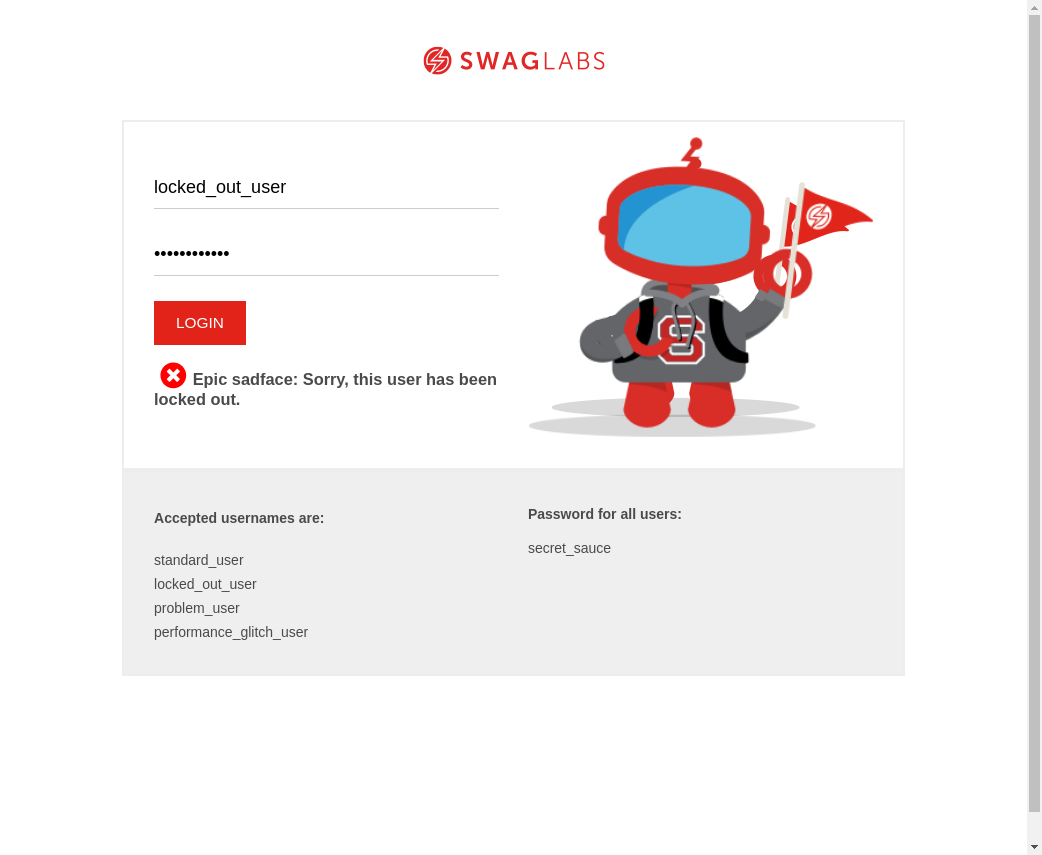 SWAGLABS
locked_out_user
••••••••••••
LOGIN
Epic sadface: Sorry, this user has been
locked out.
S
Accepted usernames are:
standard_user
locked_out_user
problem_user
performance_glitch_user
Password for all users:
secret_sauce